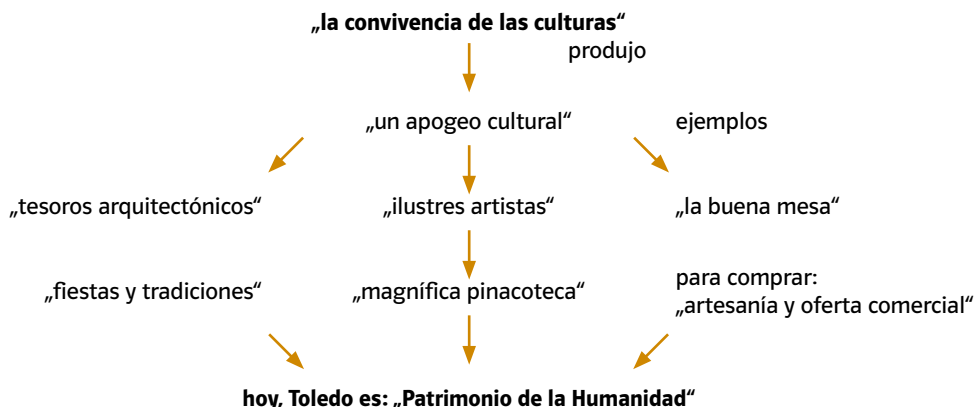 „la convivencia de las culturas“
produjo
„un apogeo cultural“
ejemplos
„tesoros arquitectónicos“
„ilustres artistas“
„la buena mesa“
„fiestas y tradiciones“
„magnífica pinacoteca“
para comprar:
„artesanía y oferta comercial“
hoy, Toledo es: „Patrimonio de la Humanidad“